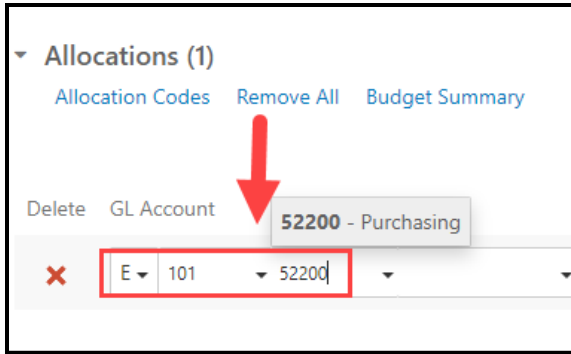 Allocations (1)
Allocation Codes Remove All Budget Summary
Delete GL Account
52200 - Purchasing
E 101 52200